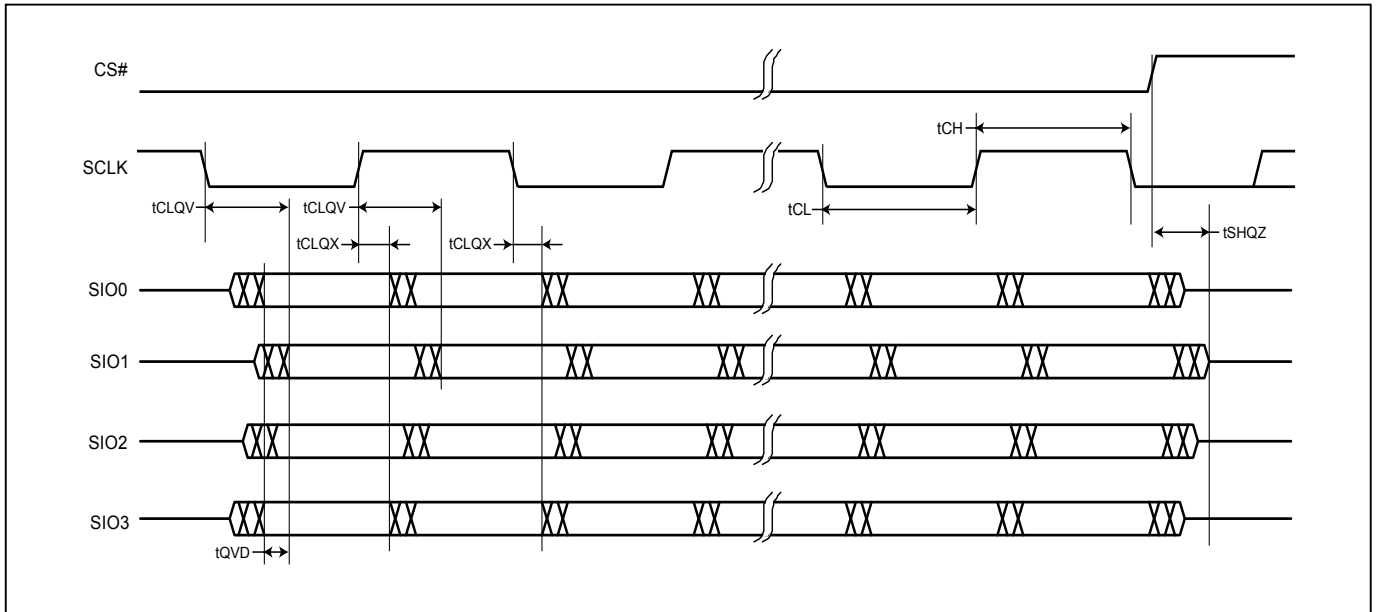 CS#
tCH
SCLK
tCLQV
tCLQV
tCL
tCLQX
tCLQX
tSHQZ
SIO0
SIO1
SIO2
SIO3
tQVD